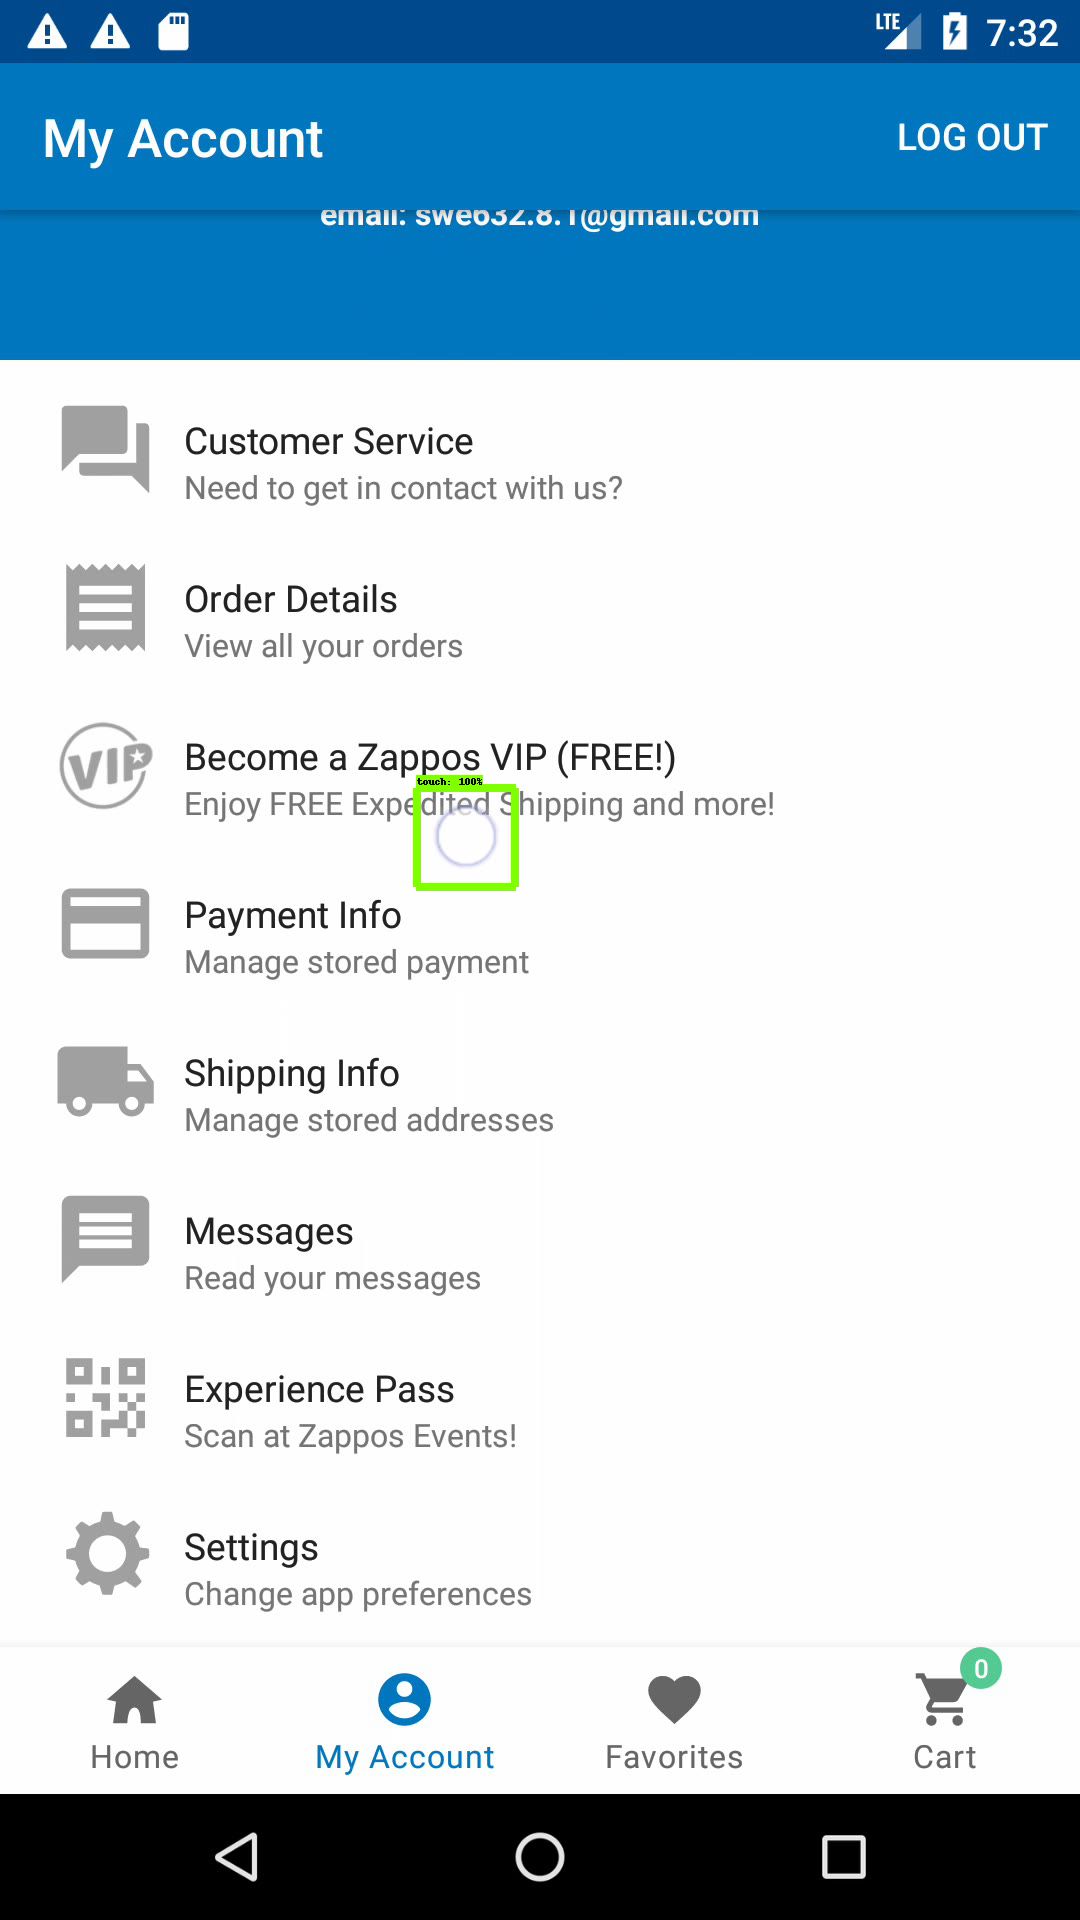 LTE 7:32
My Account LOG OUT
email: swe632.8.1@gmail.com
Customer Service
Need to get in contact with us?
Order Details
View all your orders
VIP
Become a Zappos VIP (FREE!)
touch: 100%
Enjoy FREE Expedited Shipping and more!
Payment Info
Manage stored payment
Shipping Info
Manage stored addresses
Messages
Read your messages
Experience Pass
Scan at Zappos Events!
Settings
Change app preferences
0
Home My Account Favorites Cart